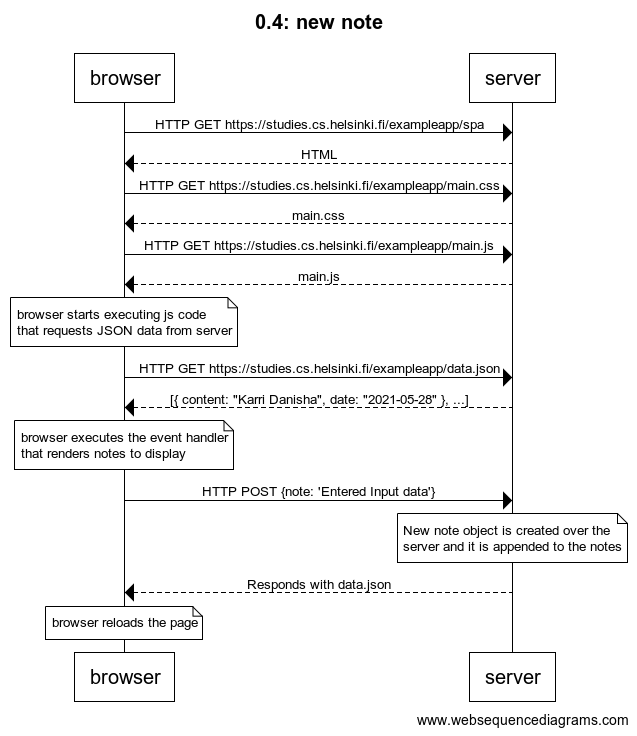 0.4: new note
browser
server
HTTP GET https://studies.cs.helsinki.fi/exampleapp/spa
HTML
HTTP GET https://studies.cs.helsinki.fi/exampleapp/main.css
main.css
HTTP GET https://studies.cs.helsinki.fi/exampleapp/main.js
main.js
browser starts executing js code
that requests JSON data from server
HTTP GET https://studies.cs.helsinki.fi/exampleapp/data.json
[{ content: "Karri Danisha", date: "2021-05-28" }, ...]
browser executes the event handler
that renders notes to display
HTTP POST {note: 'Entered Input data'}
New note object is created over the
server and it is appended to the notes
Responds with data.json
browser reloads the page
browser
server
www.websequencediagrams.com